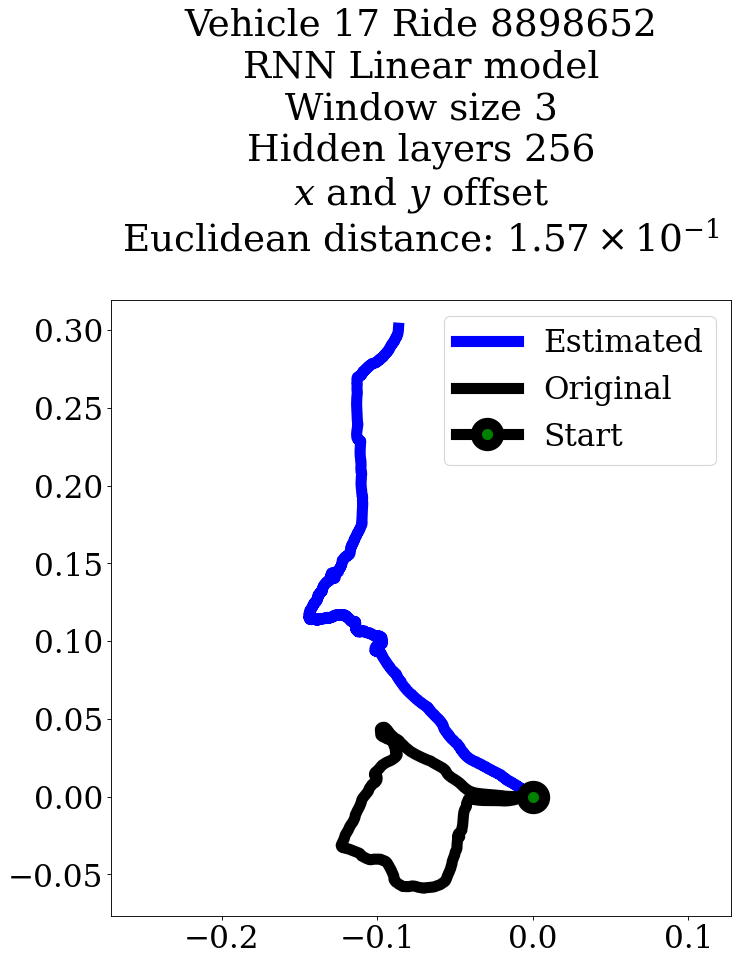 Vehicle 17 Ride 8898652
RNN Linear model
Window size 3
Hidden layers 256
x and y offset
Euclidean distance: 1.57 × 10⁻¹
Estimated
Original
Start
0.30
0.25
0.20
0.15
0.10
0.05
0.00
−0.05
−0.2 −0.1 0.0 0.1